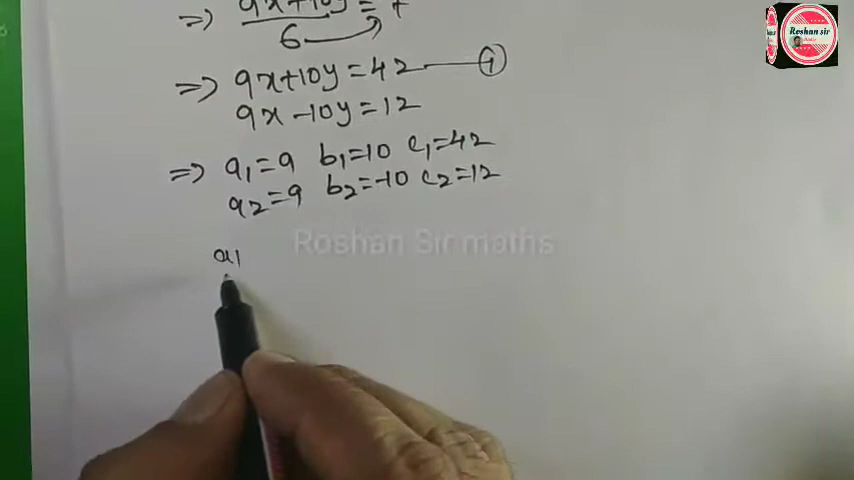 Roshan sir
=> 9x+10y = 7
6
=> 9x+10y=42 — 1
9x-10y=12
=> a1=9 b1=10 c1=42
a2=9 b2=-10 c2=12
Roshan Sir maths
a1